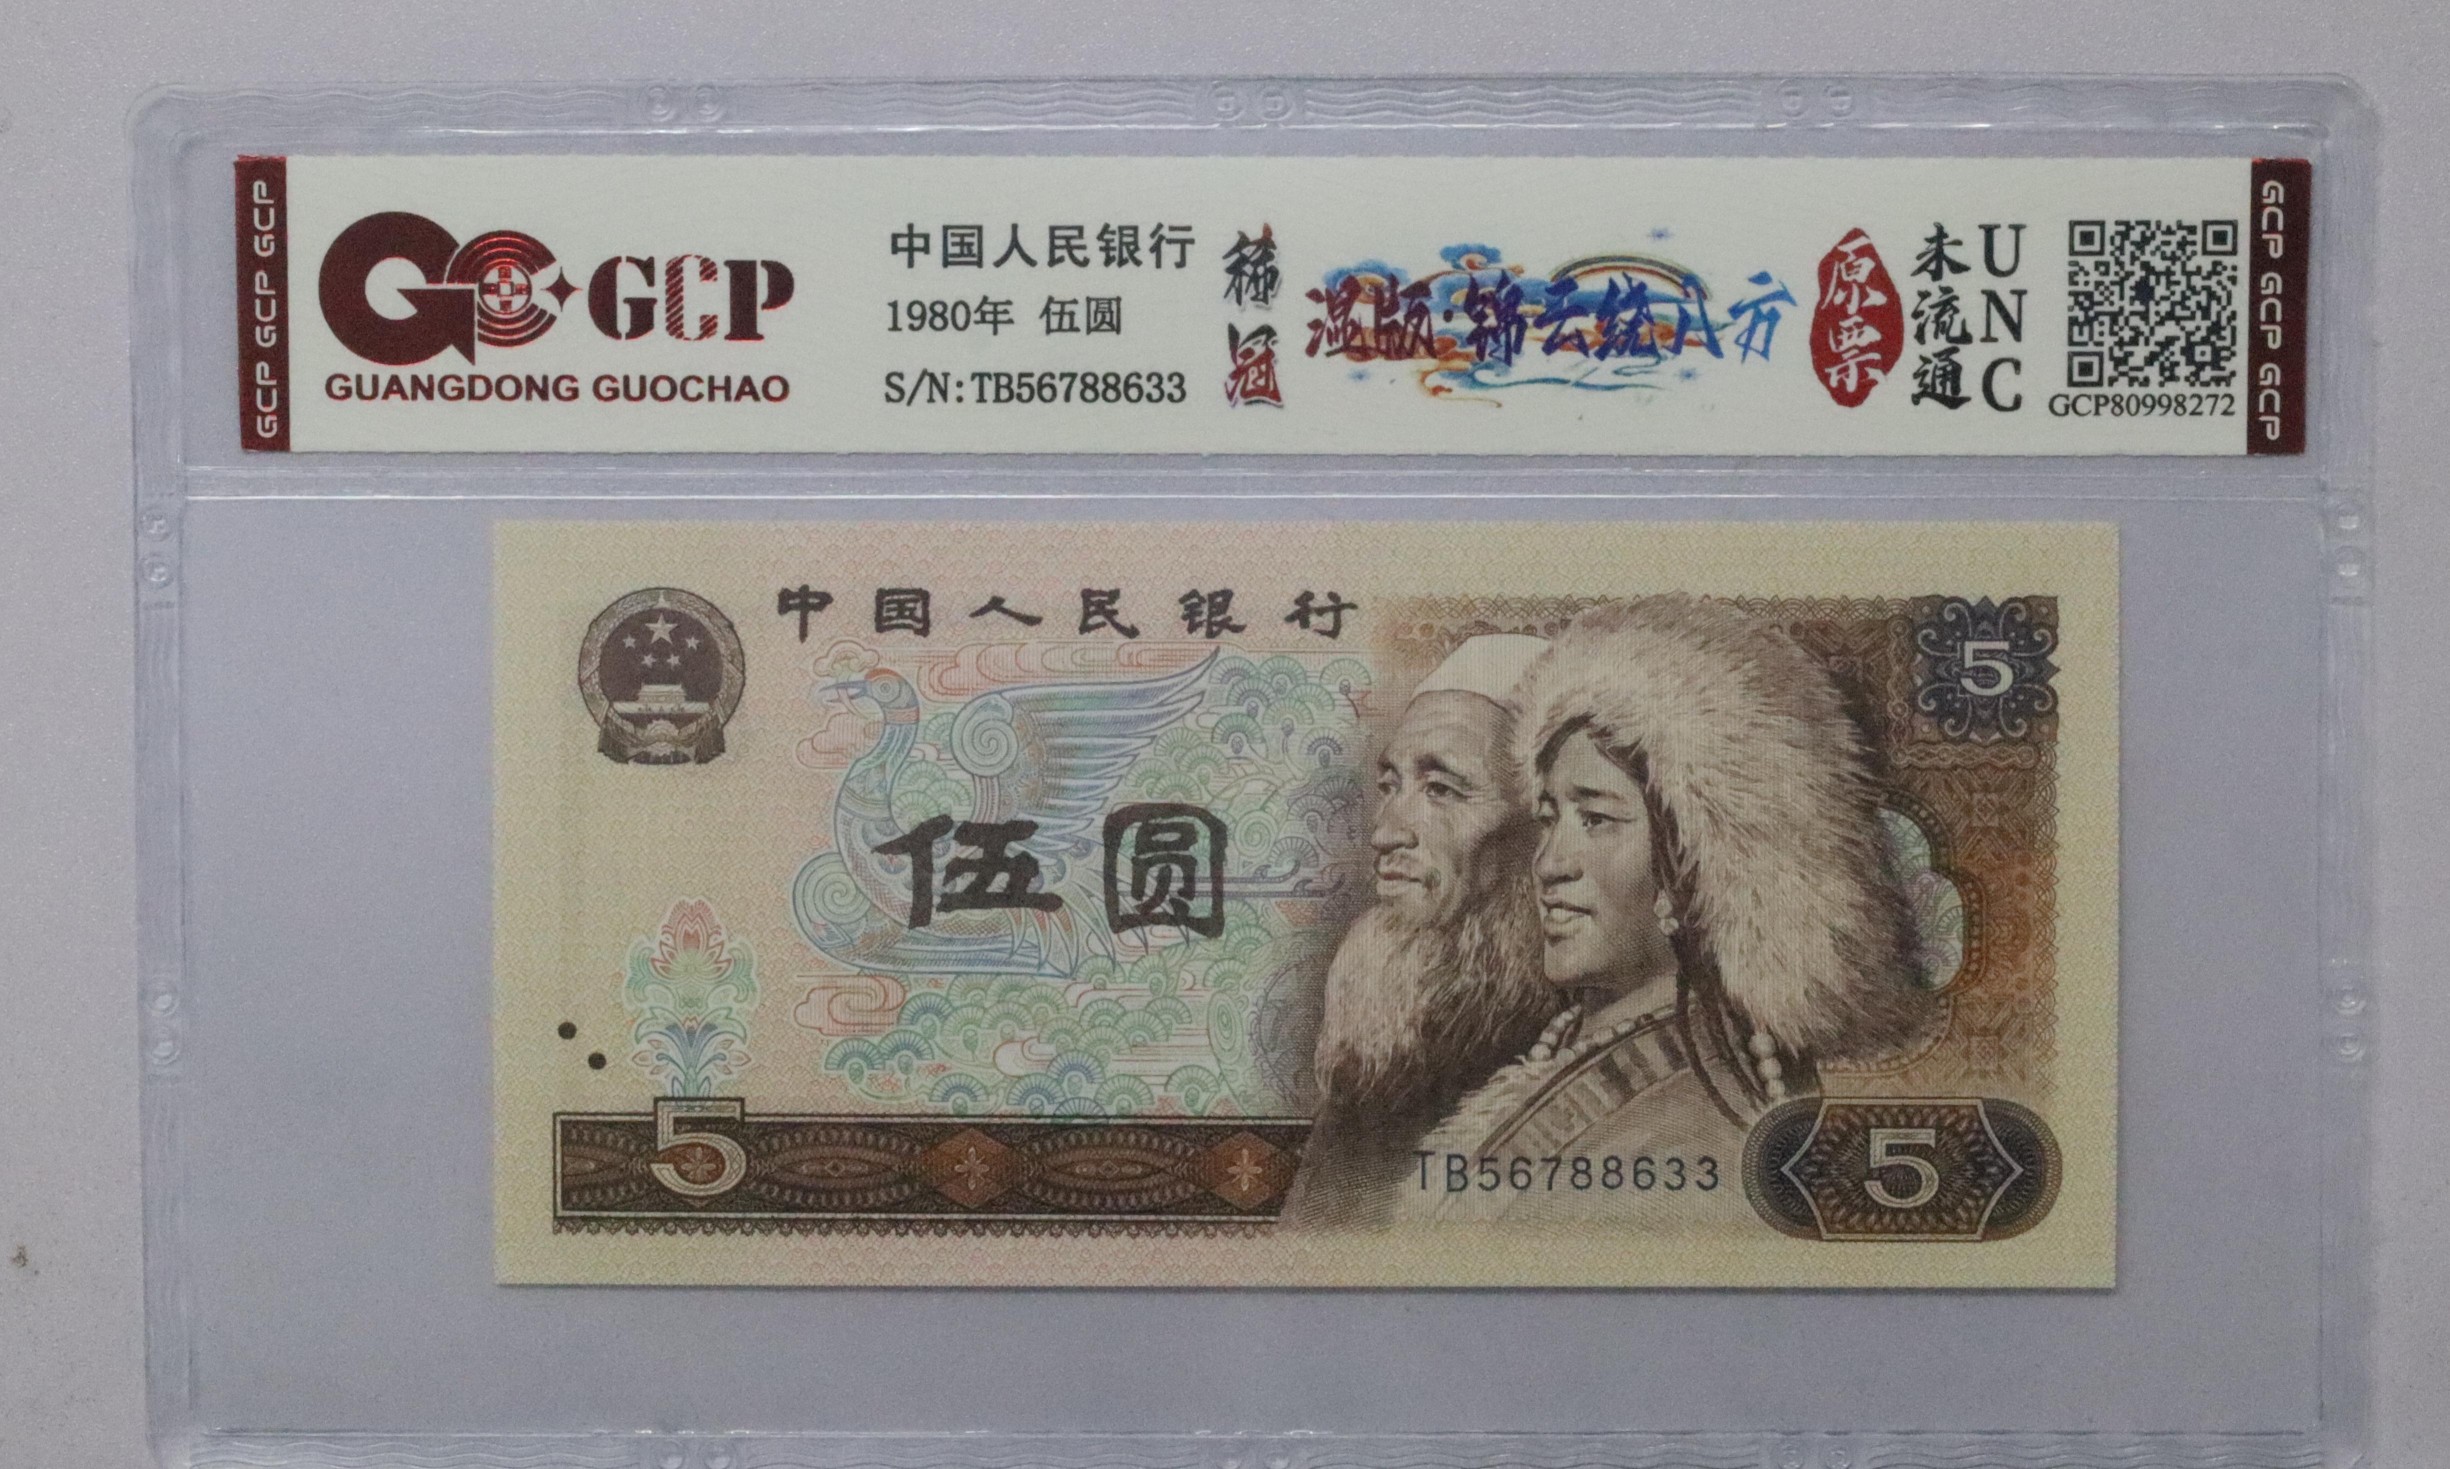 GCP GCP GCP
GCP
GUANGDONG GUOCHAO
中国人民银行
1980年 伍圆
S/N:TB56788633
稀冠
湿版·锦云绕八方
原票
未流通
UNC
GCP80998272
GCP GCP GCP
中国人民银行
5
伍圆
5
TB56788633
5